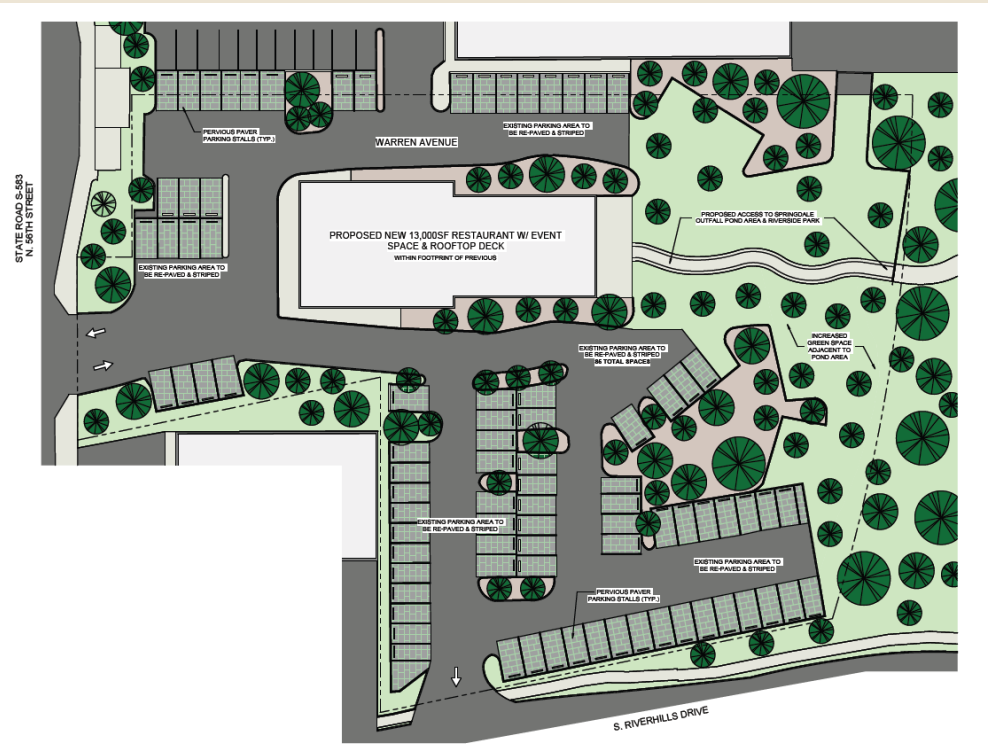 PERVIOUS PAVER
PARKING STALLS (TYP.)
EXISTING PARKING AREA TO
BE RE-PAVED & STRIPED
WARREN AVENUE
STATE ROAD S-583
N. 56TH STREET
PROPOSED ACCESS TO SPRINGDALE
OUTFALL POND AREA & RIVERSIDE PARK
PROPOSED NEW 13,000SF RESTAURANT W/ EVENT
SPACE & ROOFTOP DECK
WITHIN FOOTPRINT OF PREVIOUS
EXISTING PARKING AREA TO
BE RE-PAVED & STRIPED
INCREASED
GREEN SPACE
ADJACENT TO
POND AREA
EXISTING PARKING AREA TO
BE RE-PAVED & STRIPED
86 TOTAL SPACES
EXISTING PARKING AREA TO
BE RE-PAVED & STRIPED
EXISTING PARKING AREA TO
BE RE-PAVED & STRIPED
PERVIOUS PAVER
PARKING STALLS (TYP.)
S. RIVERHILLS DRIVE